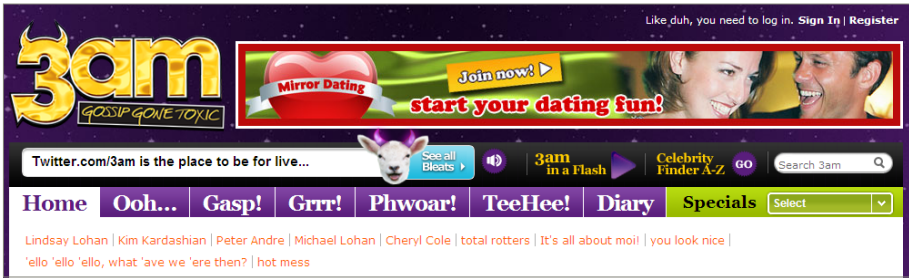 Like duh, you need to log in. Sign In | Register
3am
GOSSIP GONE TOXIC
Mirror Dating
Join now!
start your dating fun!
Twitter.com/3am is the place to be for live...
See all
Bleats
3am
in a Flash
Celebrity
Finder A-Z
GO
Search 3am
Home Ooh... Gasp! Grrr! Phwoar! TeeHee! Diary Specials Select
Lindsay Lohan | Kim Kardashian | Peter Andre | Michael Lohan | Cheryl Cole | total rotters | It's all about moi! | you look nice |
'ello 'ello 'ello, what 'ave we 'ere then? | hot mess